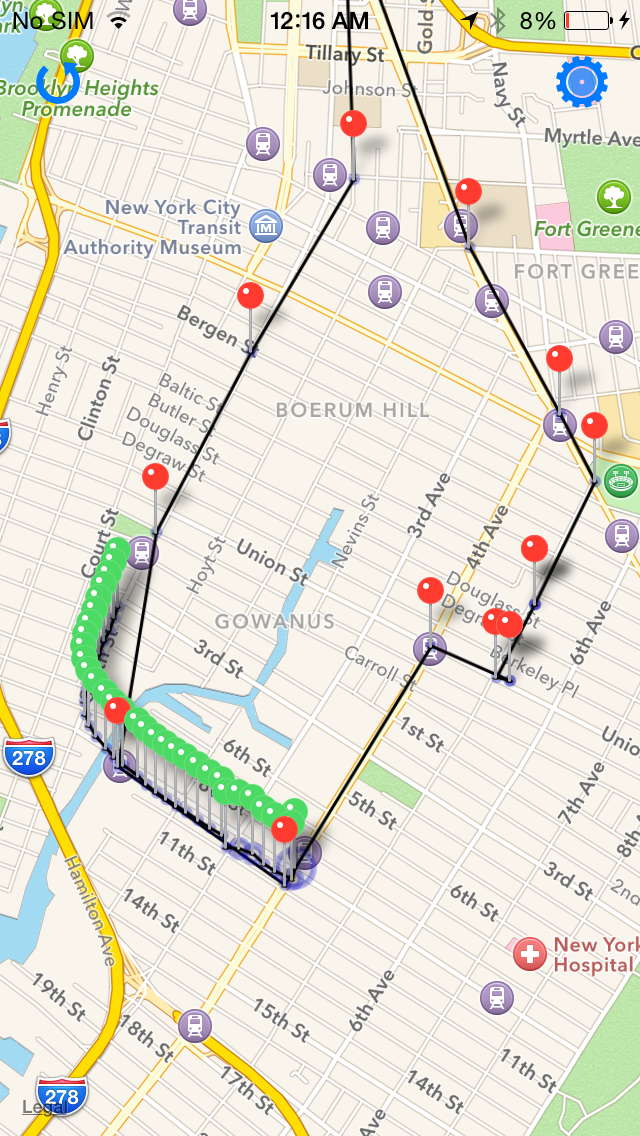 No SIM
12:16 AM
8%
Tillary St
Gold S
Johnson St
Navy St
Brooklyn Heights
Promenade
Myrtle Ave
New York City
Transit
Authority Museum
Fort Greene
FORT GREE
Bergen S
Henry St
Clinton St
Baltic St
Butler St
Douglass St
Degraw St
BOERUM HILL
3rd Ave
4th Ave
Court St
Hoyt St
Nevins St
Union St
GOWANUS
Douglass St
Degra
6th Ave
3rd St
Carroll St
Berkeley Pl
1st St
Unio
278
6th St
5th St
7th Ave
8th
11th St
3rd St
2nd
Hamilton Ave
14th St
6th St
New York
Hospital
19th St
18th St
15th St
6th Ave
11th St
17th St
14th St
278
Legal
Ave